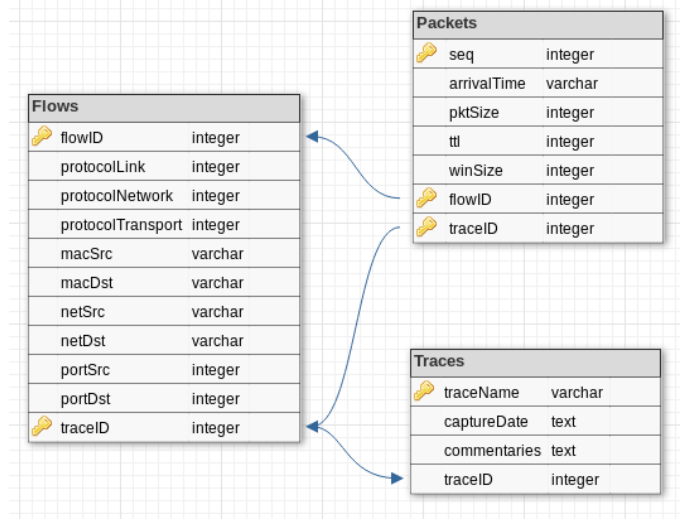 Packets
seq integer
arrivalTime varchar
pktSize integer
ttl integer
winSize integer
flowID integer
traceID integer
Flows
flowID integer
protocolLink integer
protocolNetwork integer
protocolTransport integer
macSrc varchar
macDst varchar
netSrc varchar
netDst varchar
portSrc integer
portDst integer
traceID integer
Traces
traceName varchar
captureDate text
commentaries text
traceID integer